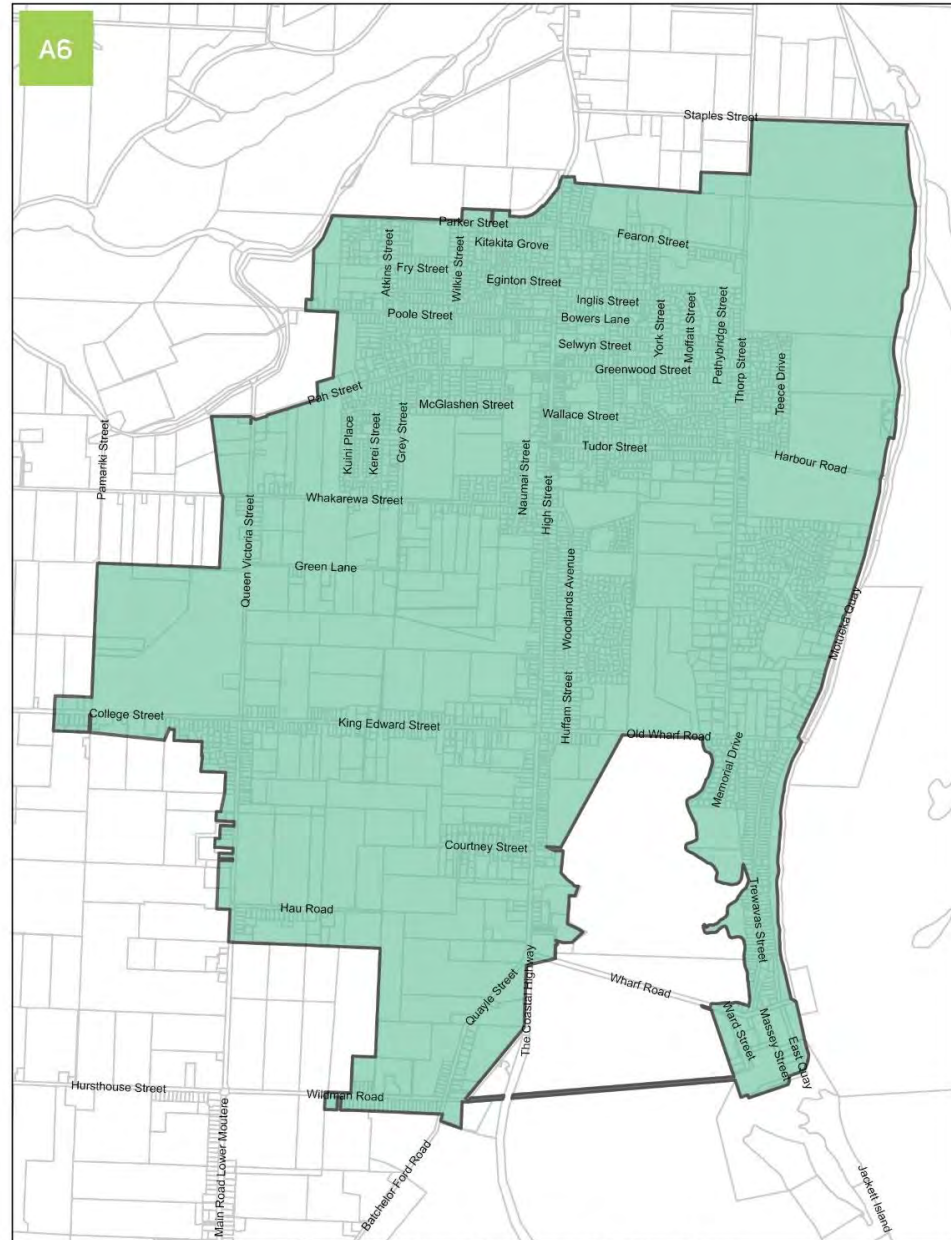 A6
Staples Street
Parker Street
Fearon Street
Kitakita Grove
Atkins Street
Fry Street
Wilkie Street
Eginton Street
Inglis Street
Poole Street
Bowers Lane
York Street
Moffatt Street
Pethybridge Street
Selwyn Street
Greenwood Street
Thorp Street
Teece Drive
Pah Street
McGlashen Street
Wallace Street
Kuini Place
Kerei Street
Grey Street
Tudor Street
Harbour Road
Pamariki Street
Naumai Street
High Street
Whakarewa Street
Queen Victoria Street
Green Lane
Woodlands Avenue
Motueka Quay
College Street
King Edward Street
Huffam Street
Old Wharf Road
Memorial Drive
Courtney Street
Hau Road
Trewavas Street
Quayle Street
The Coastal Highway
Wharf Road
Ward Street
Massey Street
East Quay
Hursthouse Street
Wildman Road
Main Road Lower Moutere
Batchelor Ford Road
Jackett Island